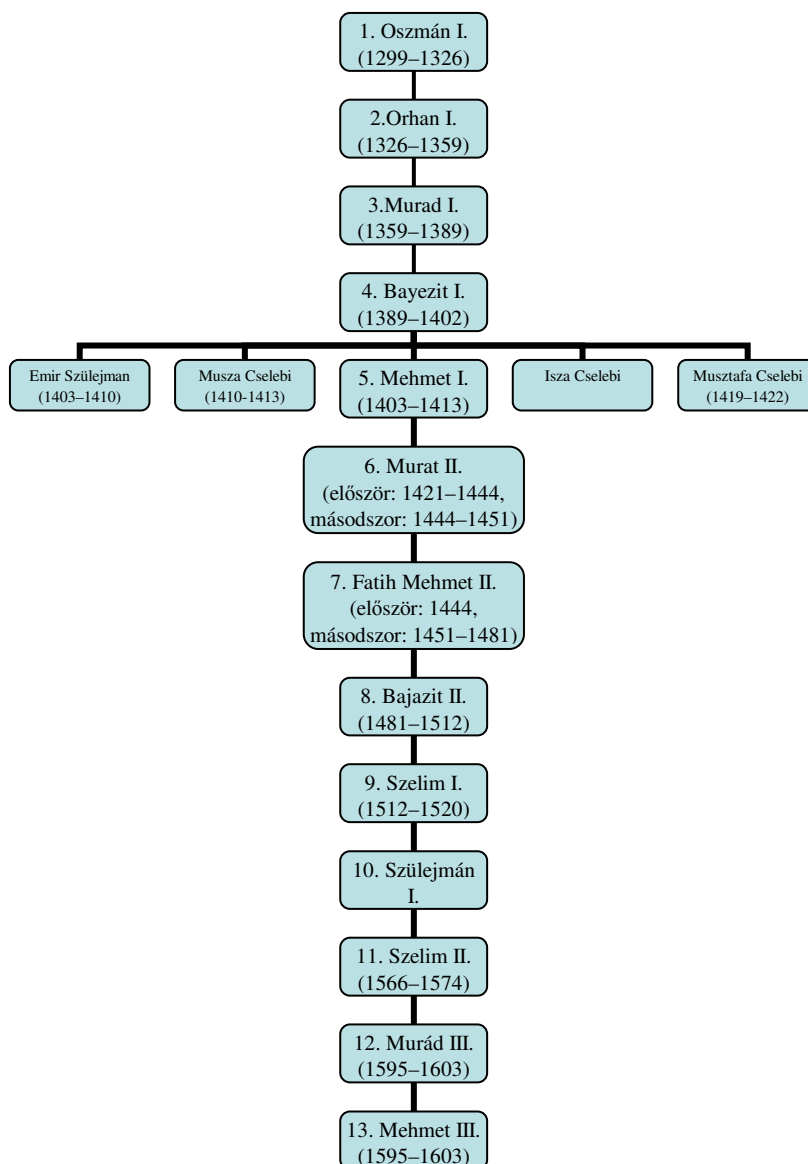 1. Oszmán I.
(1299–1326)
2.Orhan I.
(1326–1359)
3.Murad I.
(1359–1389)
4. Bayezit I.
(1389–1402)
Emir Szülejman
(1403–1410)
Musza Cselebi
(1410-1413)
5. Mehmet I.
(1403–1413)
Isza Cselebi
Musztafa Cselebi
(1419–1422)
6. Murat II.
(először: 1421–1444,
másodszor: 1444–1451)
7. Fatih Mehmet II.
(először: 1444,
másodszor: 1451–1481)
8. Bajazit II.
(1481–1512)
9. Szelim I.
(1512–1520)
10. Szülejmán
I.
11. Szelim II.
(1566–1574)
12. Murád III.
(1595–1603)
13. Mehmet III.
(1595–1603)